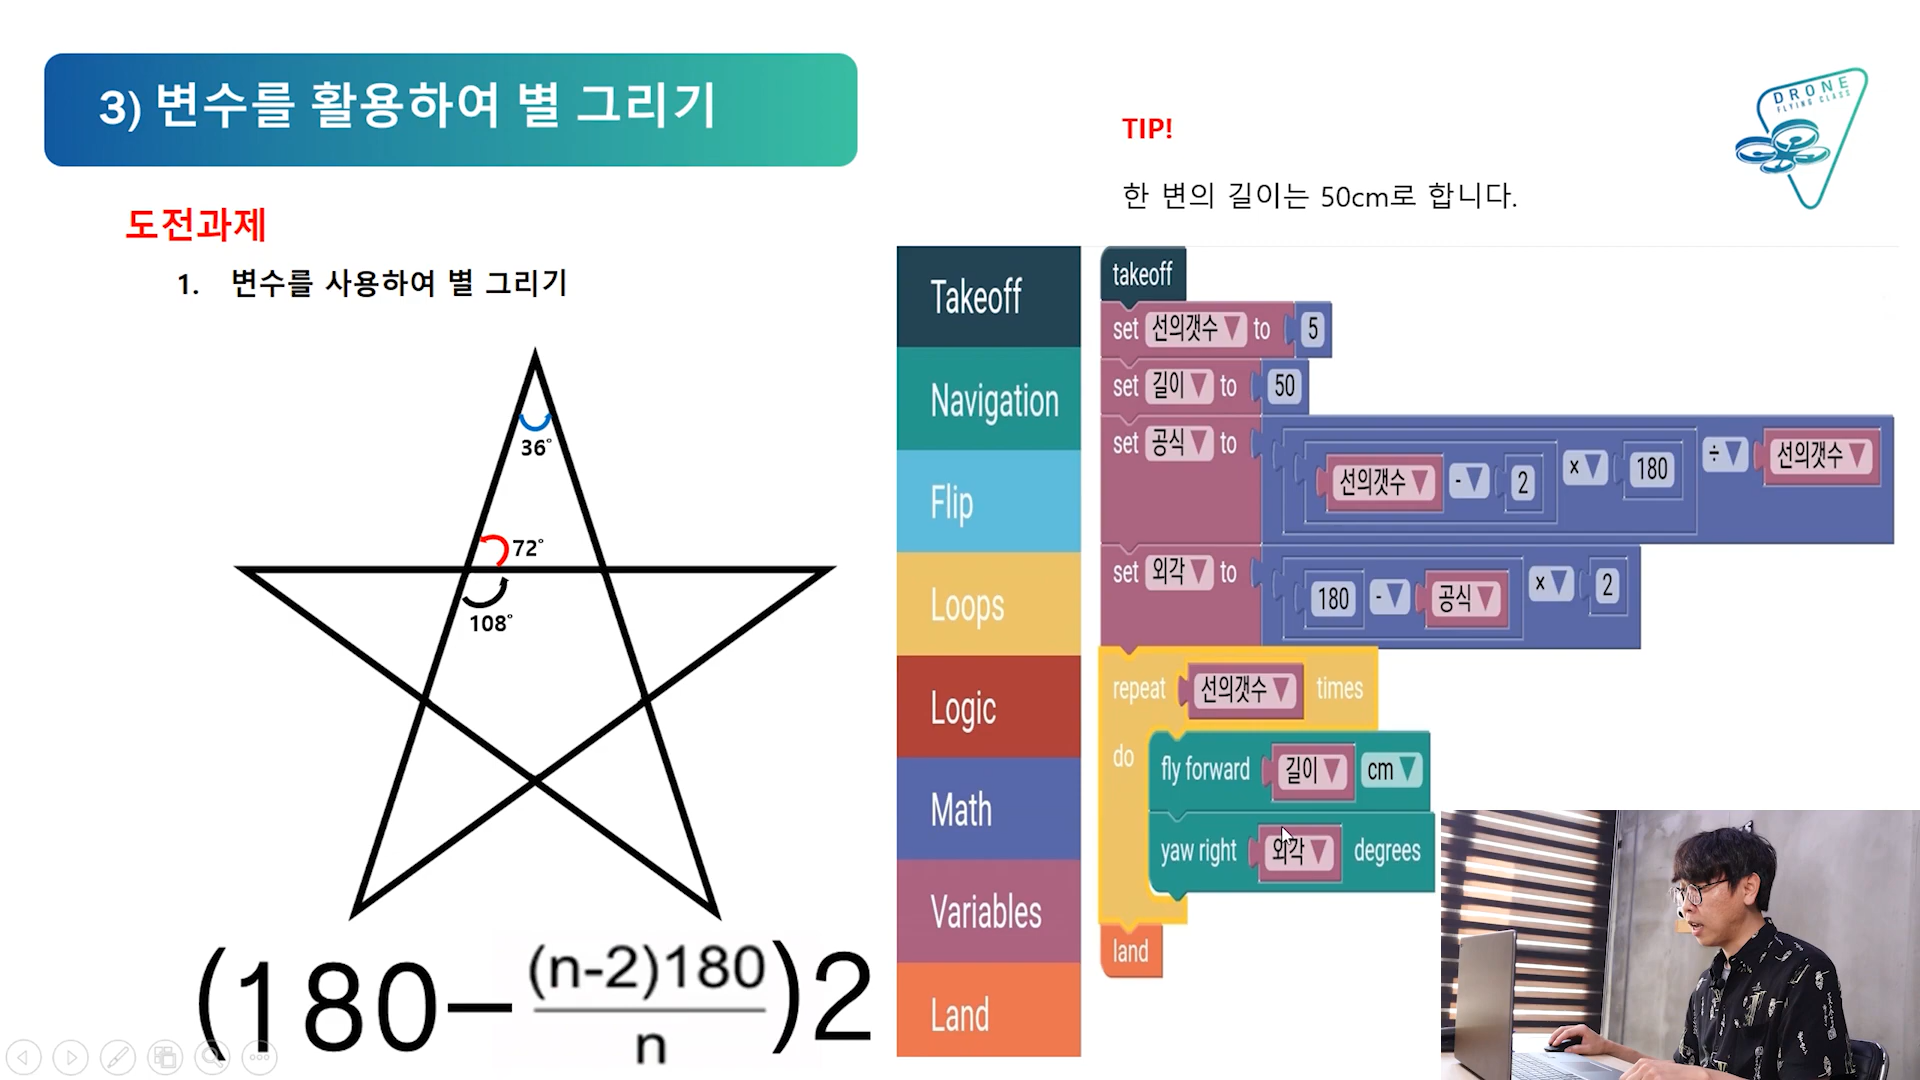 3) 변수를 활용하여 별 그리기
DRONE
FLYING CLASS
TIP!
한 변의 길이는 50cm로 합니다.
도전과제
1. 변수를 사용하여 별 그리기
36°
72°
108°
(180-(n-2)180/n)2
Takeoff
Navigation
Flip
Loops
Logic
Math
Variables
Land
takeoff
set 선의갯수 to 5
set 길이 to 50
set 공식 to 선의갯수 - 2 × 180 ÷ 선의갯수
set 외각 to 180 - 공식 × 2
repeat 선의갯수 times
do fly forward 길이 cm
yaw right 외각 degrees
land